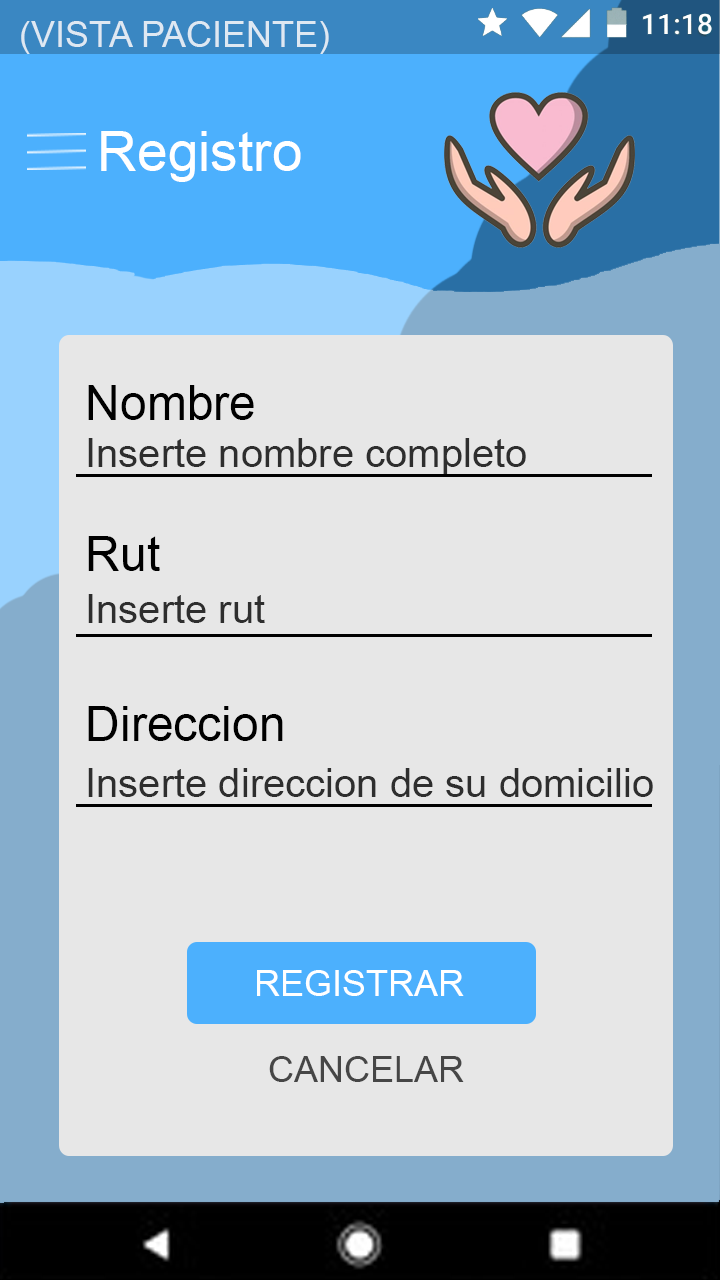 (VISTA PACIENTE)
11:18
Registro
Nombre
Inserte nombre completo
Rut
Inserte rut
Direccion
Inserte direccion de su domicilio
REGISTRAR
CANCELAR